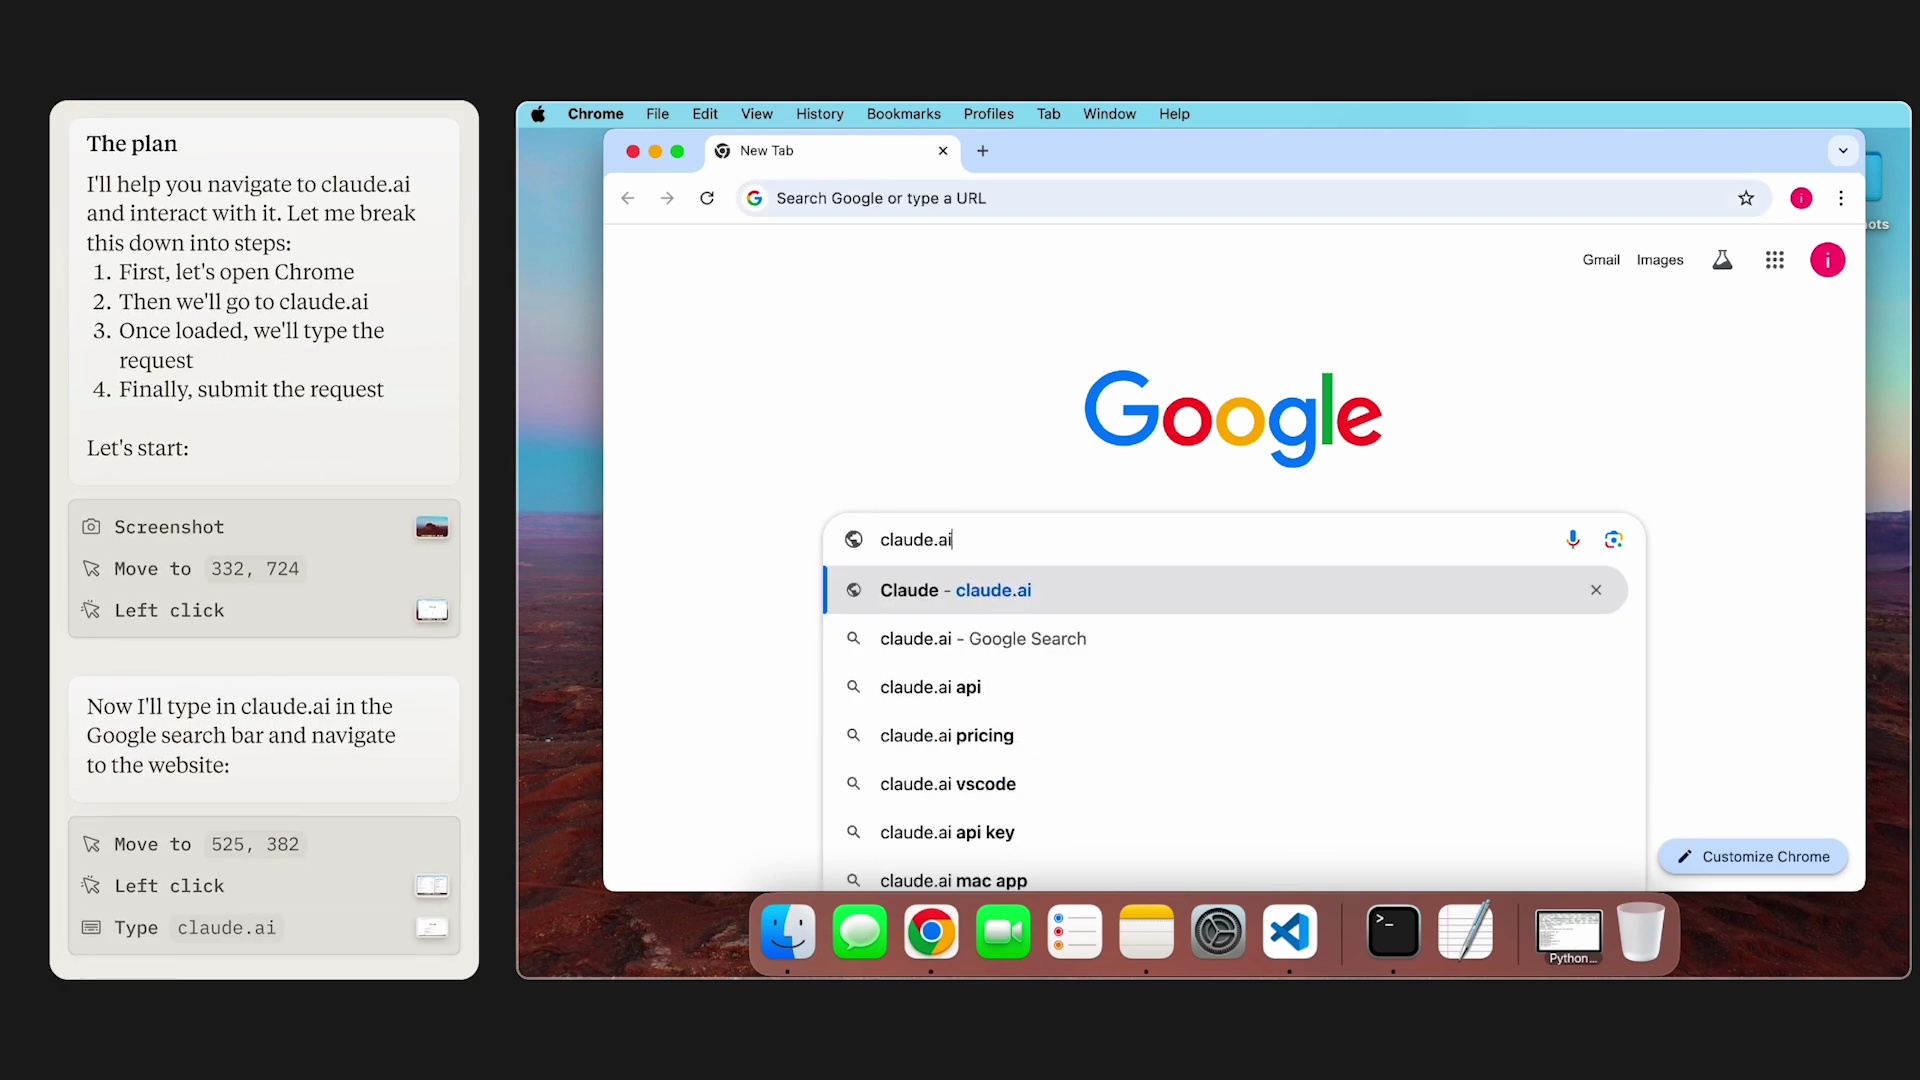 The plan
I'll help you navigate to claude.ai
and interact with it. Let me break
this down into steps:
1. First, let's open Chrome
2. Then we'll go to claude.ai
3. Once loaded, we'll type the
request
4. Finally, submit the request
Let's start:
Screenshot
Move to 332, 724
Left click
Now I'll type in claude.ai in the
Google search bar and navigate
to the website:
Move to 525, 382
Left click
Type claude.ai
Chrome File Edit View History Bookmarks Profiles Tab Window Help
New Tab
Search Google or type a URL
i
ots
Gmail Images i
Google
claude.ai
Claude - claude.ai
claude.ai - Google Search
claude.ai api
claude.ai pricing
claude.ai vscode
claude.ai api key
claude.ai mac app
Customize Chrome
Python...